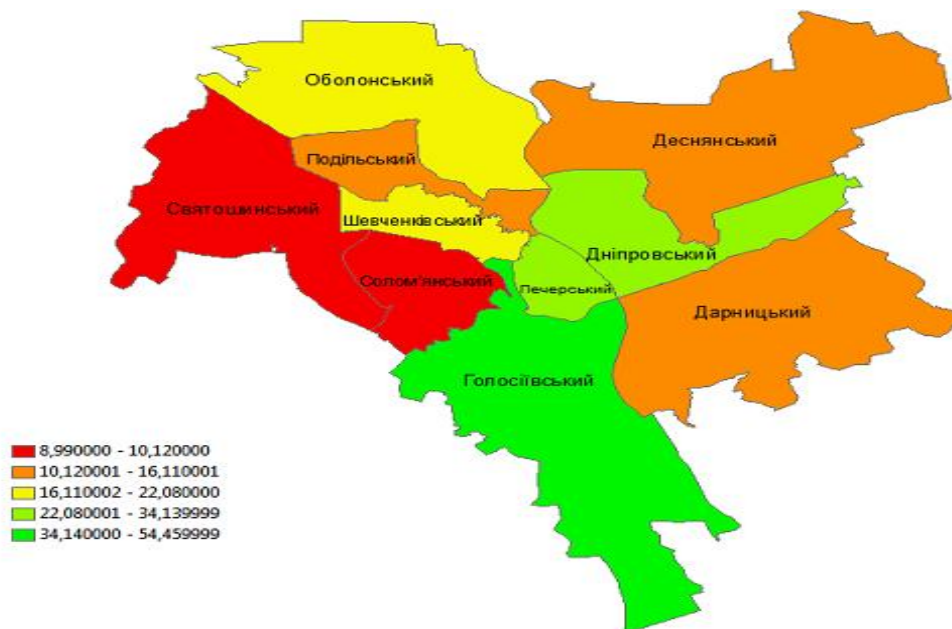 Оболонський
Деснянський
Подільський
Святошинський
Шевченківський
Дніпровський
Солом'янський
Печерський
Дарницький
Голосіївський
8,990000 - 10,120000
10,120001 - 16,110001
16,110002 - 22,080000
22,080001 - 34,139999
34,140000 - 54,459999